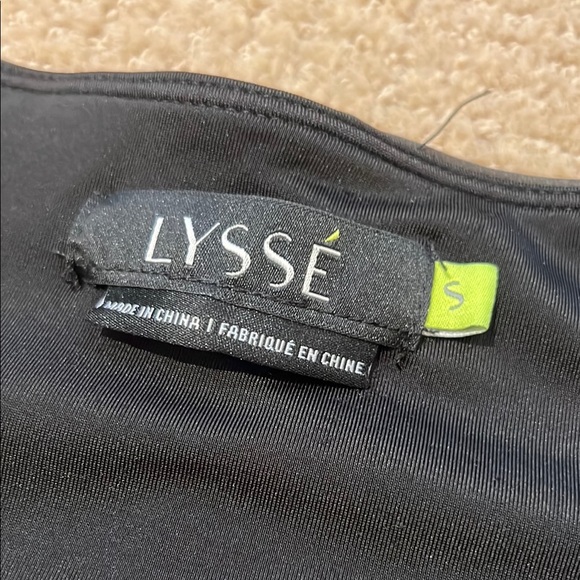 LYSSÉ
S
MADE IN CHINA | FABRIQUÉ EN CHINE